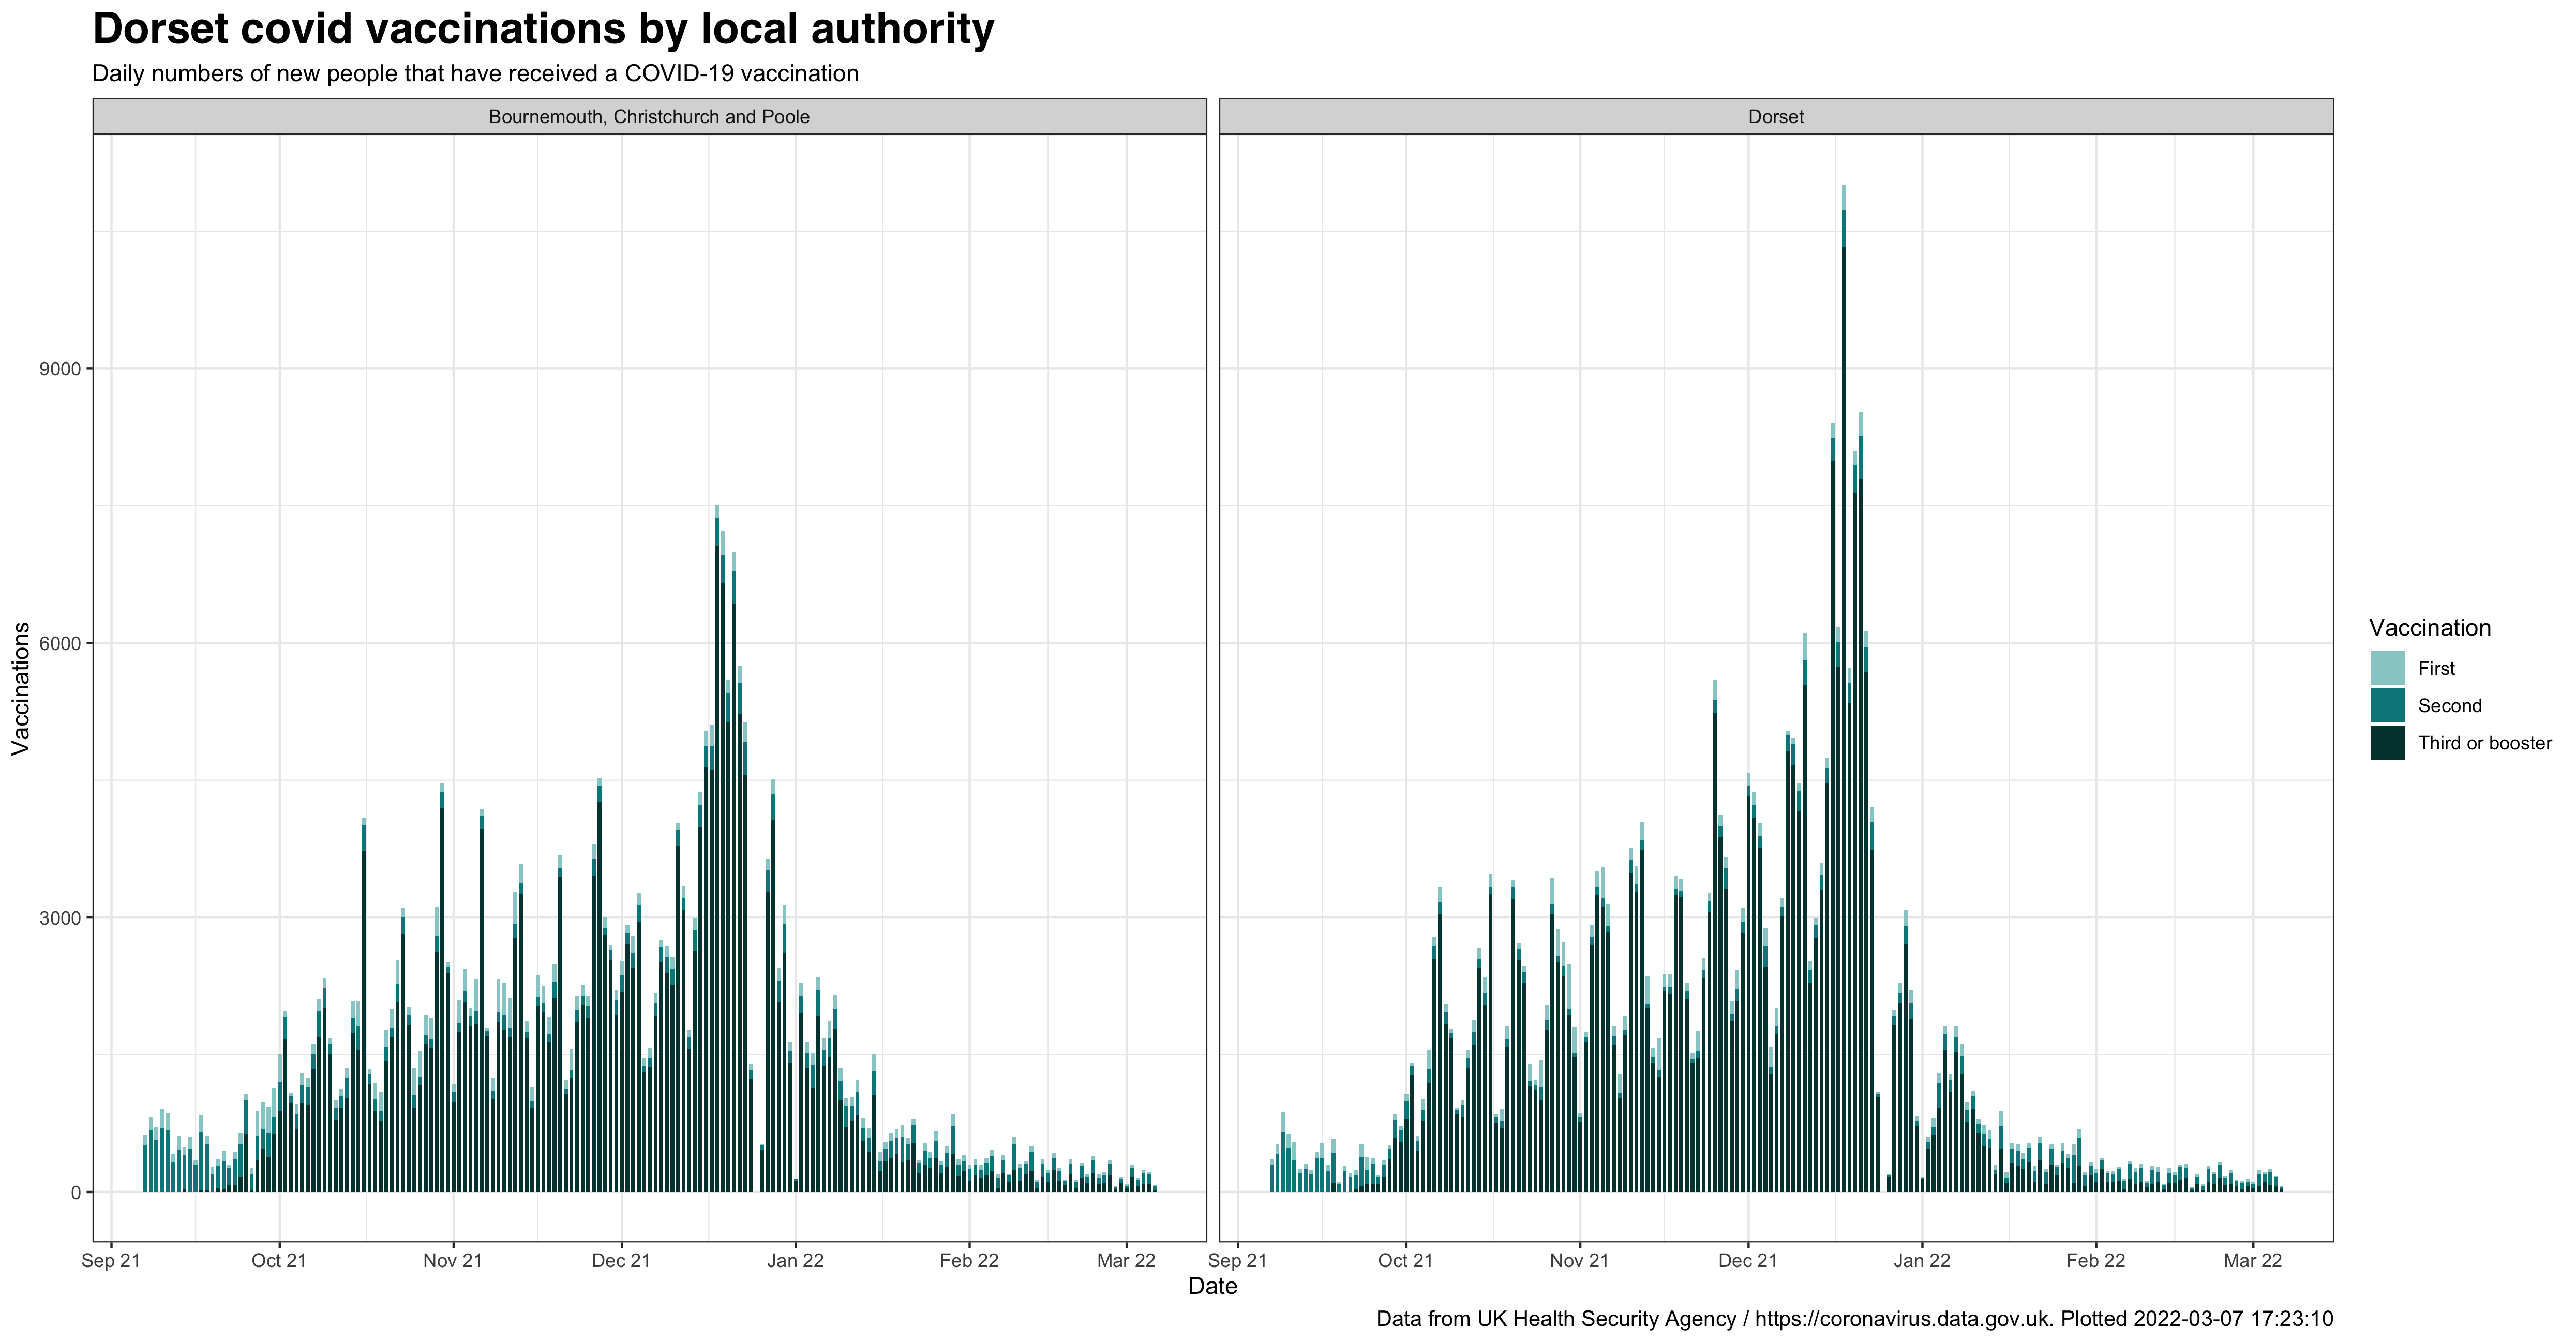 Dorset covid vaccinations by local authority
Daily numbers of new people that have received a COVID-19 vaccination
Bournemouth, Christchurch and Poole
Dorset
Vaccinations
9000
6000
3000
0
Sep 21 Oct 21 Nov 21 Dec 21 Jan 22 Feb 22 Mar 22
Sep 21 Oct 21 Nov 21 Dec 21 Jan 22 Feb 22 Mar 22
Date
Vaccination
First
Second
Third or booster
Data from UK Health Security Agency / https://coronavirus.data.gov.uk. Plotted 2022-03-07 17:23:10